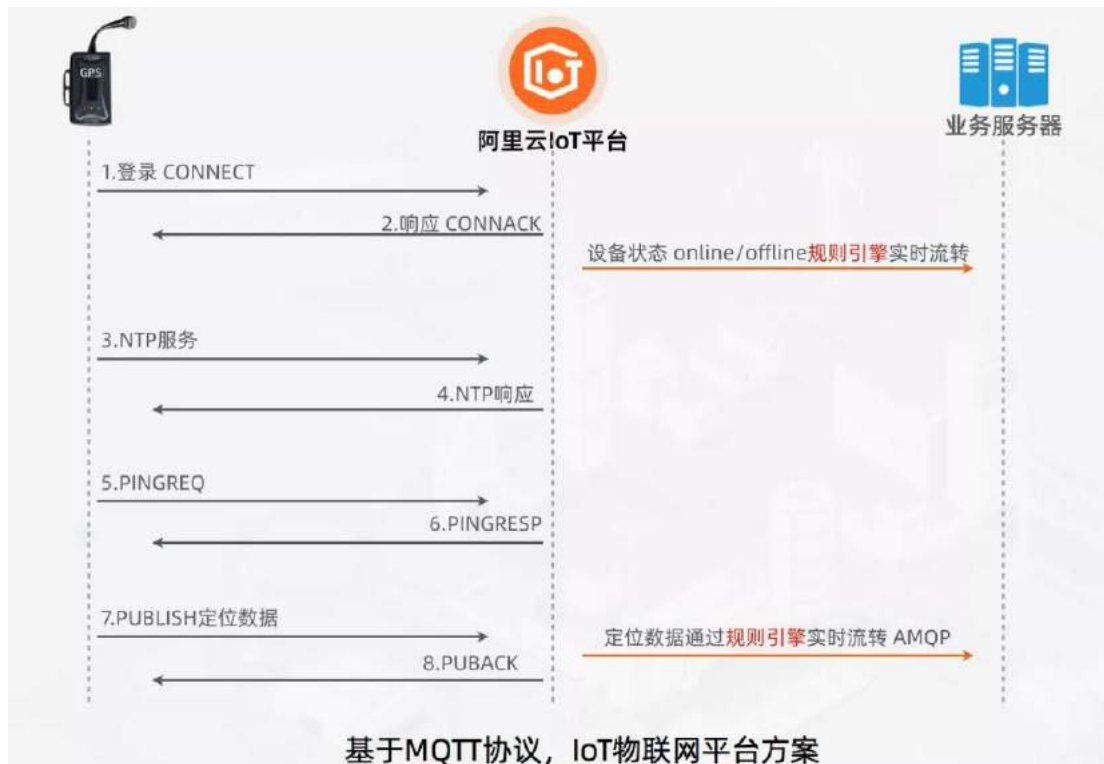 GPS
IoT
业务服务器
阿里云IoT平台
1.登录 CONNECT
2.响应 CONNACK
设备状态 online/offline规则引擎实时流转
3.NTP服务
4.NTP响应
5.PINGREQ
6.PINGRESP
7.PUBLISH定位数据
定位数据通过规则引擎实时流转 AMQP
8.PUBACK
基于MQTT协议，IoT物联网平台方案